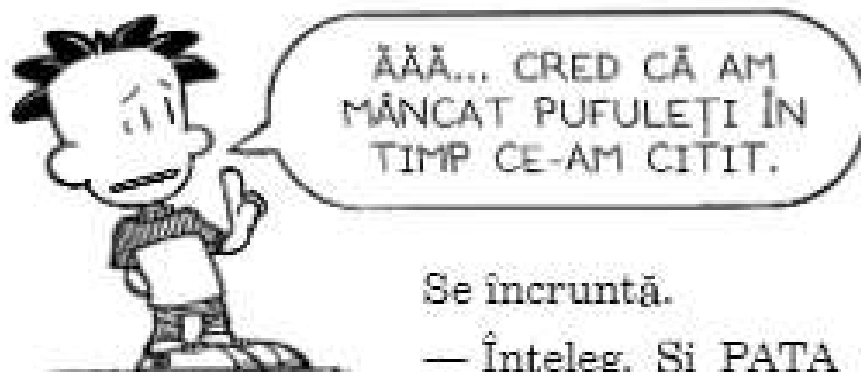 ĂĂĂ... CRED CĂ AM
MÂNCAT PUFULEȚI ÎN
TIMP CE-AM CITIT.
Se încruntă.
— Înțeleg. Și PATA